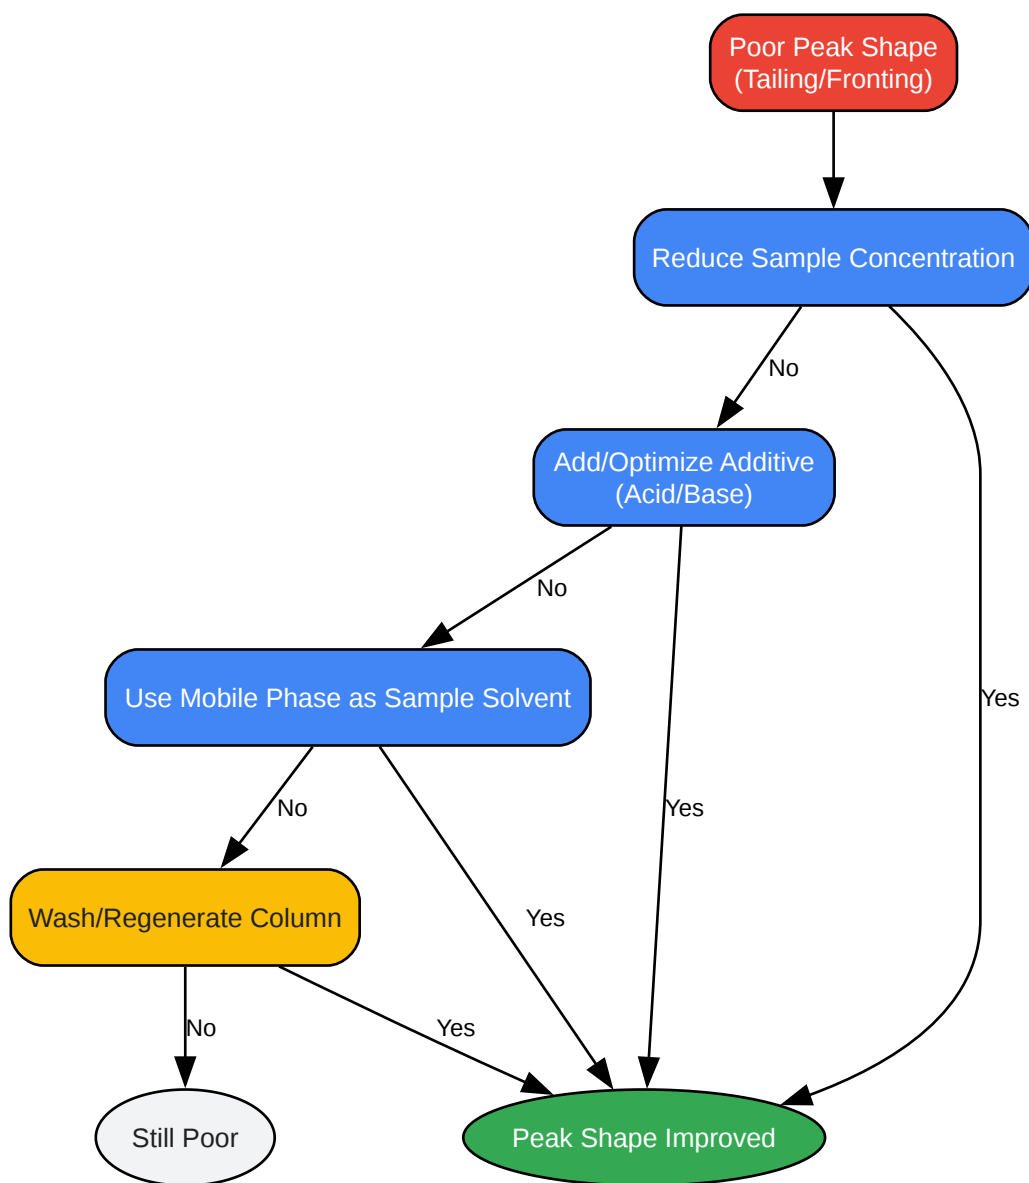 Poor Peak Shape
(Tailing/Fronting)
Reduce Sample Concentration
No
Add/Optimize Additive
(Acid/Base)
No
Use Mobile Phase as Sample Solvent
Yes
No
Yes
Wash/Regenerate Column
Yes
No
Yes
Still Poor
Peak Shape Improved